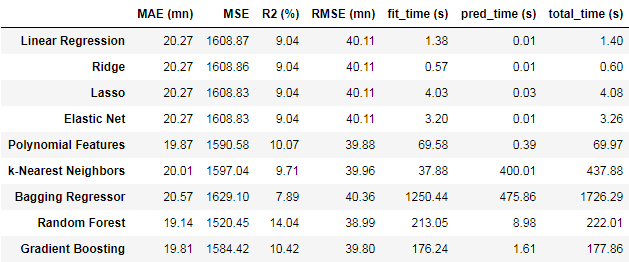 MAE (mn) MSE R2 (%) RMSE (mn) fit_time (s) pred_time (s) total_time (s)
Linear Regression 20.27 1608.87 9.04 40.11 1.38 0.01 1.40
Ridge 20.27 1608.86 9.04 40.11 0.57 0.01 0.60
Lasso 20.27 1608.83 9.04 40.11 4.03 0.03 4.08
Elastic Net 20.27 1608.83 9.04 40.11 3.20 0.01 3.26
Polynomial Features 19.87 1590.58 10.07 39.88 69.58 0.39 69.97
k-Nearest Neighbors 20.01 1597.04 9.71 39.96 37.88 400.01 437.88
Bagging Regressor 20.57 1629.10 7.89 40.36 1250.44 475.86 1726.29
Random Forest 19.14 1520.45 14.04 38.99 213.05 8.98 222.01
Gradient Boosting 19.81 1584.42 10.42 39.80 176.24 1.61 177.86